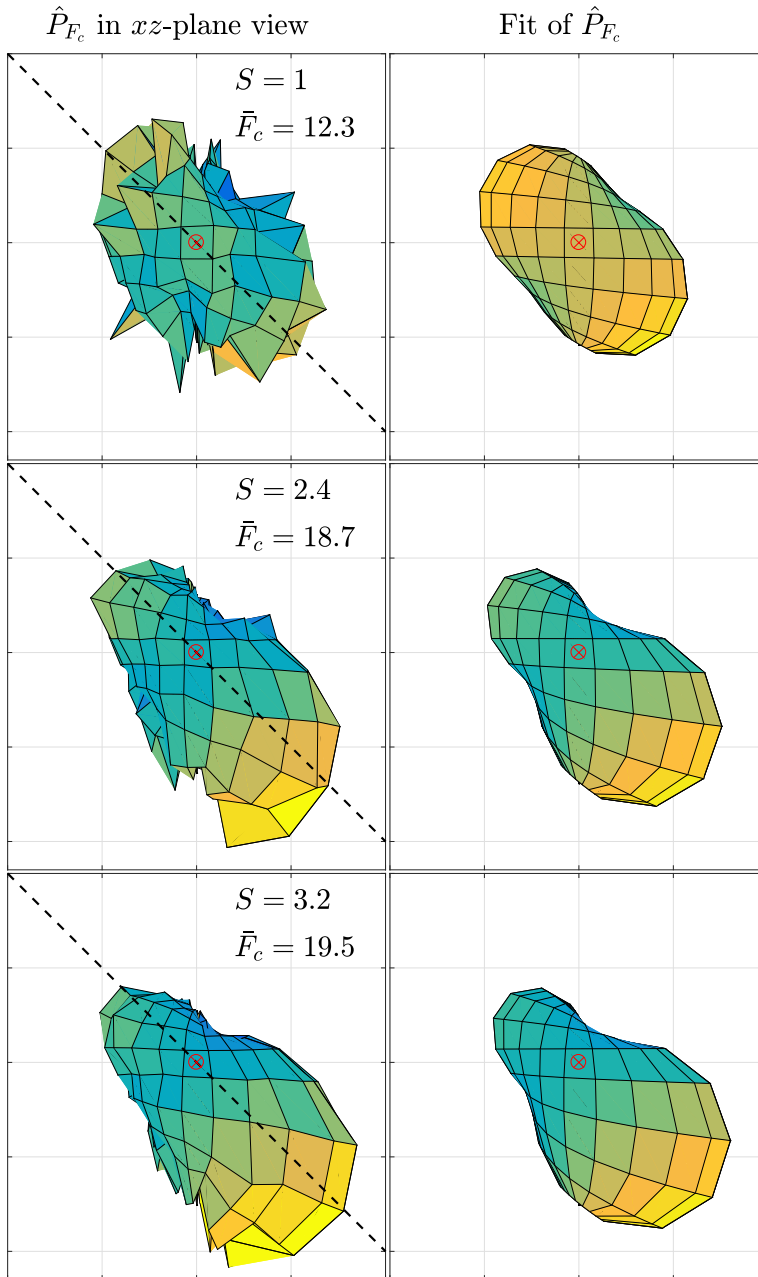 $\hat{P}_{F_c}$ in $xz$-plane view
Fit of $\hat{P}_{F_c}$
$S = 1$
$\bar{F}_c = 12.3$
$S = 2.4$
$\bar{F}_c = 18.7$
$S = 3.2$
$\bar{F}_c = 19.5$